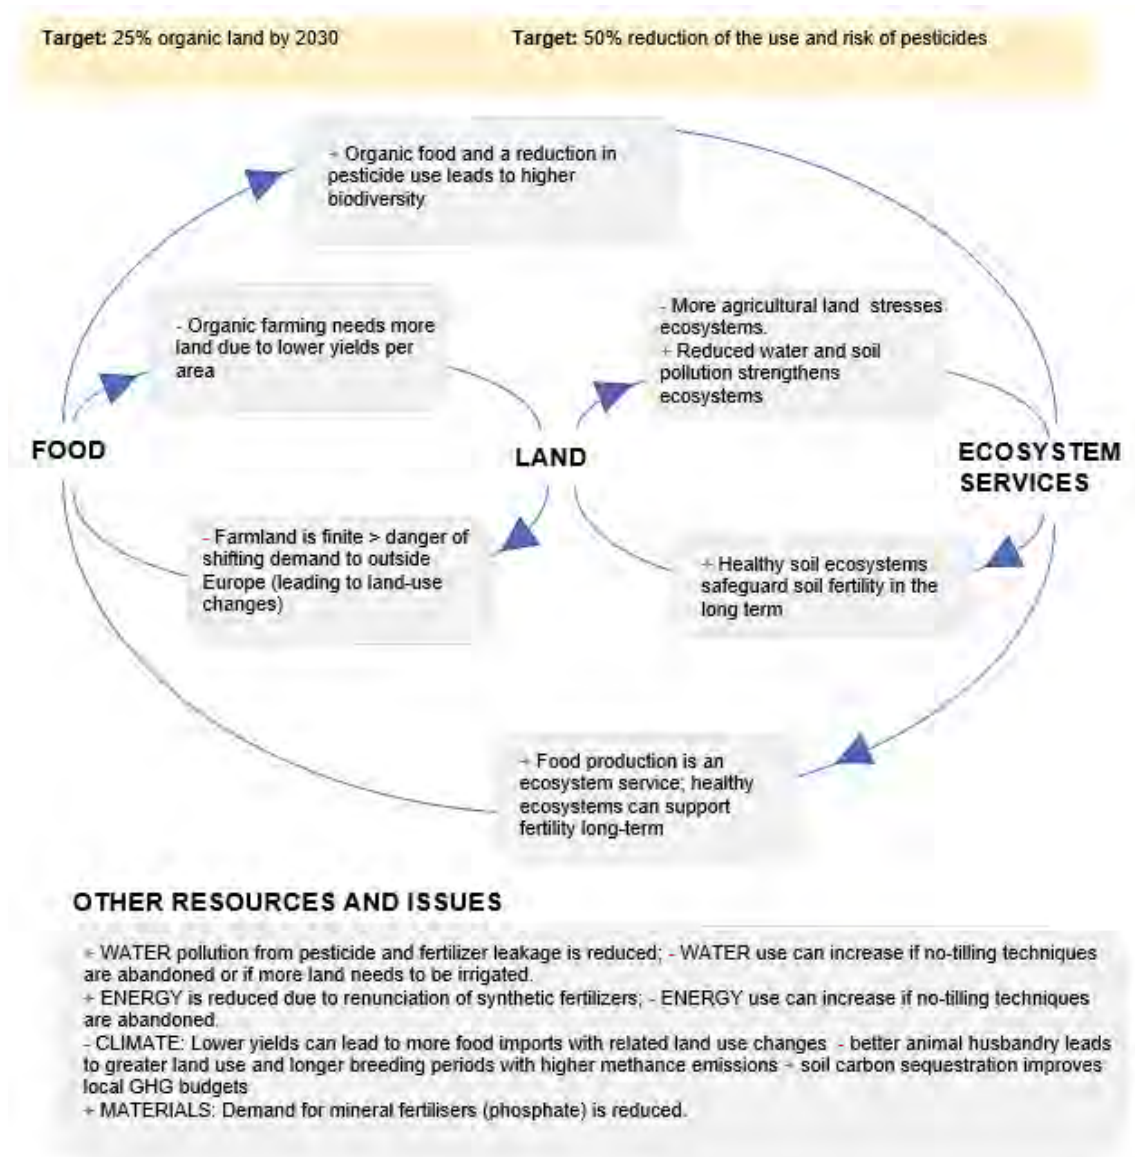 Target: 25% organic land by 2030
Target: 50% reduction of the use and risk of pesticides
+ Organic food and a reduction in
pesticide use leads to higher
biodiversity
- Organic farming needs more
land due to lower yields per
area
- More agricultural land stresses
ecosystems.
+ Reduced water and soil
pollution strengthens
ecosystems
FOOD
LAND
ECOSYSTEM
SERVICES
- Farmland is finite > danger of
shifting demand to outside
Europe (leading to land-use
changes)
+ Healthy soil ecosystems
safeguard soil fertility in the
long term
+ Food production is an
ecosystem service; healthy
ecosystems can support
fertility long-term
OTHER RESOURCES AND ISSUES
+ WATER pollution from pesticide and fertilizer leakage is reduced; - WATER use can increase if no-tilling techniques
are abandoned or if more land needs to be irrigated.
+ ENERGY is reduced due to renunciation of synthetic fertilizers; - ENERGY use can increase if no-tilling techniques
are abandoned.
- CLIMATE: Lower yields can lead to more food imports with related land use changes - better animal husbandry leads
to greater land use and longer breeding periods with higher methance emissions + soil carbon sequestration improves
local GHG budgets
+ MATERIALS: Demand for mineral fertilisers (phosphate) is reduced.